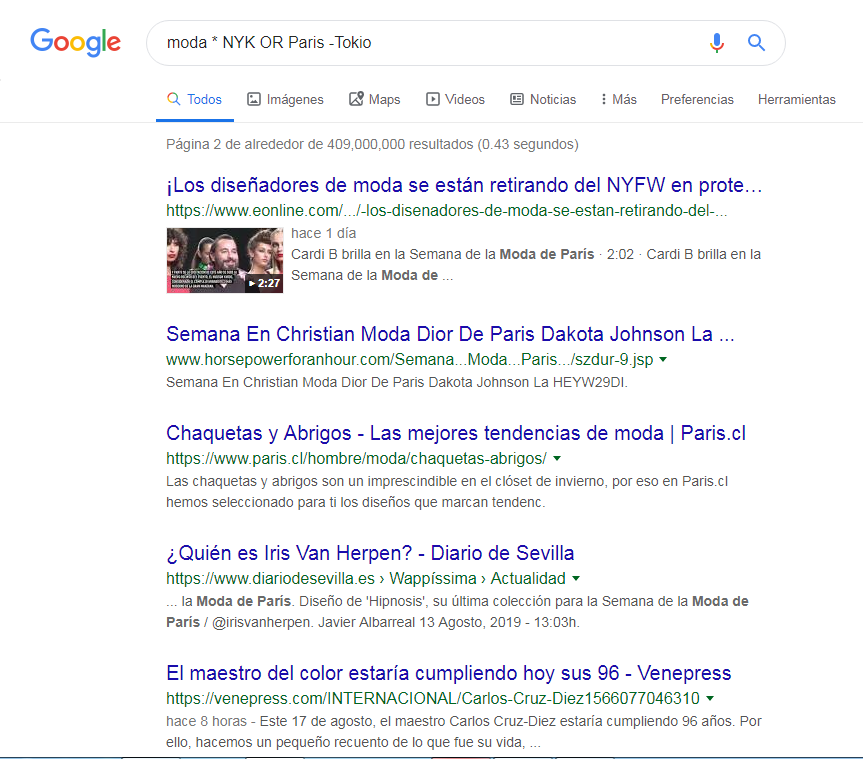 Google
moda * NYK OR Paris -Tokio
Todos Imágenes Maps Videos Noticias Más Preferencias Herramientas
Página 2 de alrededor de 409,000,000 resultados (0.43 segundos)
¡Los diseñadores de moda se están retirando del NYFW en prote…
https://www.eonline.com/.../-los-disenadores-de-moda-se-estan-retirando-del-...
hace 1 día
Cardi B brilla en la Semana de la Moda de París · 2:02 · Cardi B brilla en la
Semana de la Moda de ...
2:27
Semana En Christian Moda Dior De Paris Dakota Johnson La ...
www.horsepowerforanhour.com/Semana...Moda...Paris.../szdur-9.jsp
Semana En Christian Moda Dior De Paris Dakota Johnson La HEYW29DI.
Chaquetas y Abrigos - Las mejores tendencias de moda | Paris.cl
https://www.paris.cl/hombre/moda/chaquetas-abrigos/
Las chaquetas y abrigos son un imprescindible en el clóset de invierno, por eso en Paris.cl
hemos seleccionado para ti los diseños que marcan tendenc.
¿Quién es Iris Van Herpen? - Diario de Sevilla
https://www.diariodesevilla.es › Wappíssima › Actualidad
... la Moda de París. Diseño de 'Hipnosis', su última colección para la Semana de la Moda de
París / @irisvanherpen. Javier Albarreal 13 Agosto, 2019 - 13:03h.
El maestro del color estaría cumpliendo hoy sus 96 - Venepress
https://venepress.com/INTERNACIONAL/Carlos-Cruz-Diez1566077046310
hace 8 horas - Este 17 de agosto, el maestro Carlos Cruz-Diez estaría cumpliendo 96 años. Por
ello, hacemos un pequeño recuento de lo que fue su vida, ...